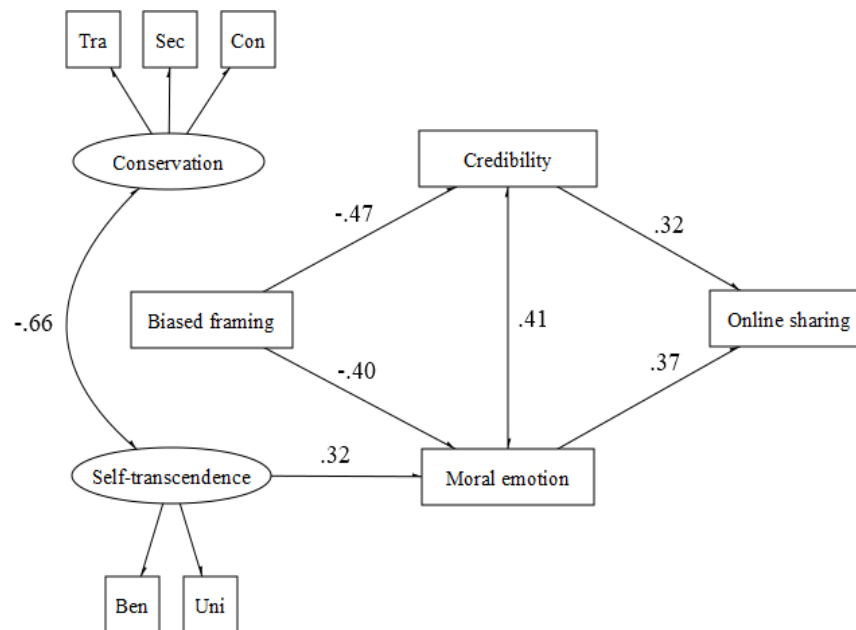 Tra
Sec
Con
Conservation
Credibility
-.47
.32
Biased framing
-.66
.41
Online sharing
-.40
.37
Self-transcendence
.32
Moral emotion
Ben
Uni